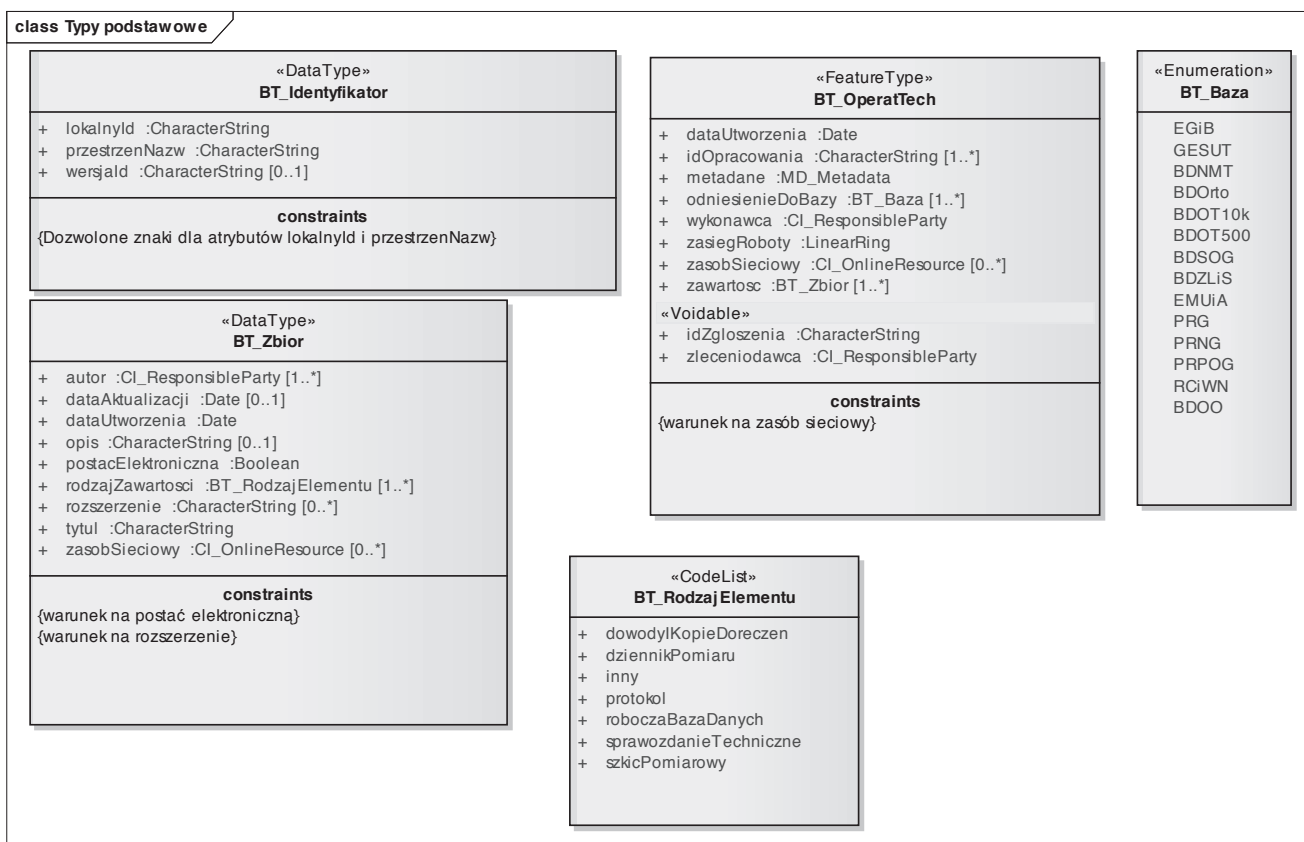 class Typy podstawowe
«DataType»
BT_Identyfikator
+ lokalnyId :CharacterString
+ przestrzenNazw :CharacterString
+ wersjaId :CharacterString [0..1]
constraints
{Dozwolone znaki dla atrybutów lokalnyId i przestrzenNazw}
«DataType»
BT_Zbior
+ autor :CI_ResponsibleParty [1..*]
+ dataAktualizacji :Date [0..1]
+ dataUtworzenia :Date
+ opis :CharacterString [0..1]
+ postacElektroniczna :Boolean
+ rodzajZawartosci :BT_RodzajElementu [1..*]
+ rozszerzenie :CharacterString [0..*]
+ tytul :CharacterString
+ zasobSieciowy :CI_OnlineResource [0..*]
constraints
{warunek na postać elektroniczną}
{warunek na rozszerzenie}
«FeatureType»
BT_OperatTech
+ dataUtworzenia :Date
+ idOpracowania :CharacterString [1..*]
+ metadane :MD_Metadata
+ odniesienieDoBazy :BT_Baza [1..*]
+ wykonawca :CI_ResponsibleParty
+ zasiegRoboty :LinearRing
+ zasobSieciowy :CI_OnlineResource [0..*]
+ zawartosc :BT_Zbior [1..*]
«Voidable»
+ idZgloszenia :CharacterString
+ zleceniodawca :CI_ResponsibleParty
constraints
{warunek na zasób sieciowy}
«CodeList»
BT_RodzajElementu
+ dowodyIKopieDoreczen
+ dziennikPomiaru
+ inny
+ protokol
+ roboczaBazaDanych
+ sprawozdanieTechniczne
+ szkicPomiarowy
«Enumeration»
BT_Baza
EGiB
GESUT
BDNMT
BDOrto
BDOT10k
BDOT500
BDSOG
BDZLiS
EMUiA
PRG
PRNG
PRPOG
RCiWN
BDOO